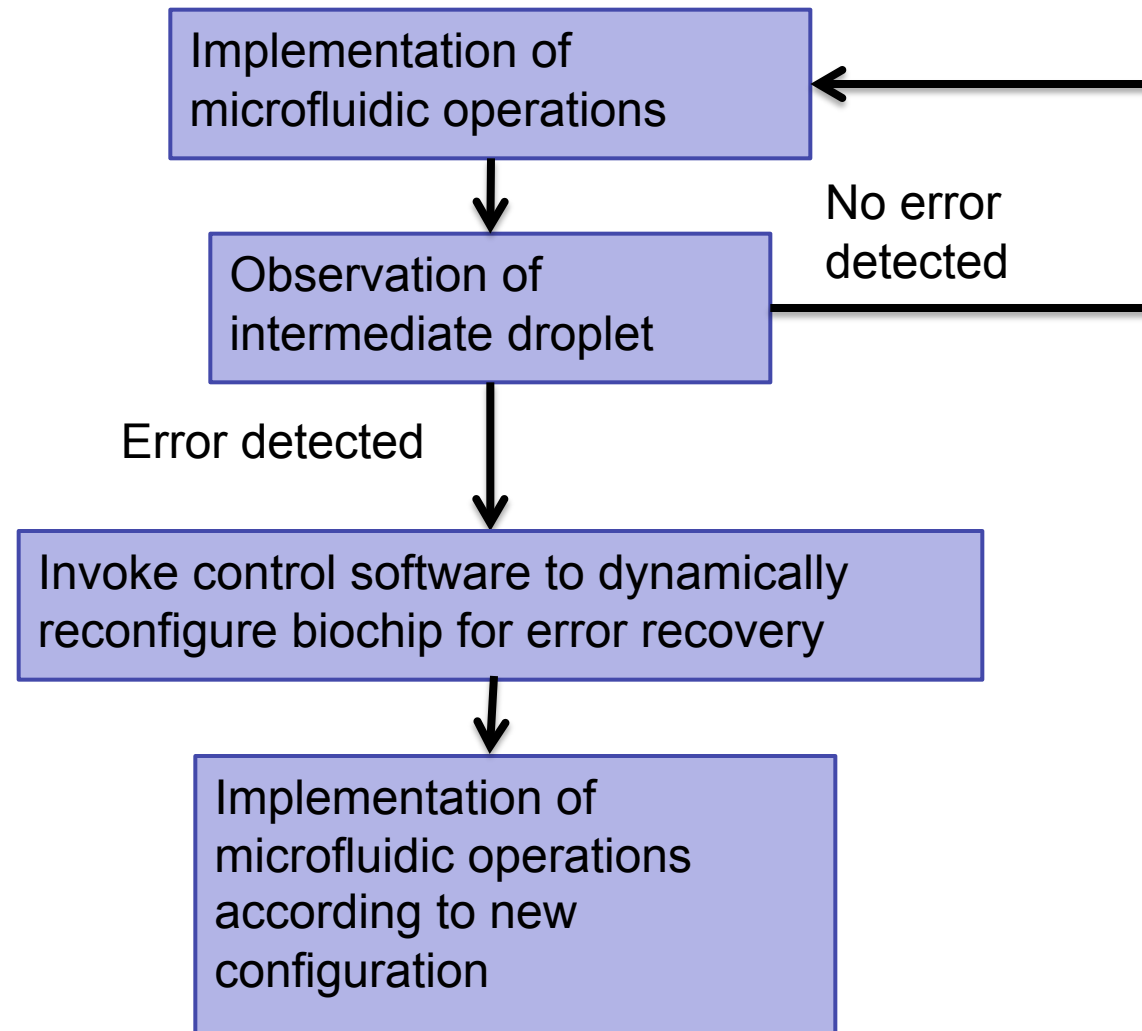 Implementation of
microfluidic operations
No error
detected
Observation of
intermediate droplet
Error detected
Invoke control software to dynamically
reconfigure biochip for error recovery
Implementation of
microfluidic operations
according to new
configuration